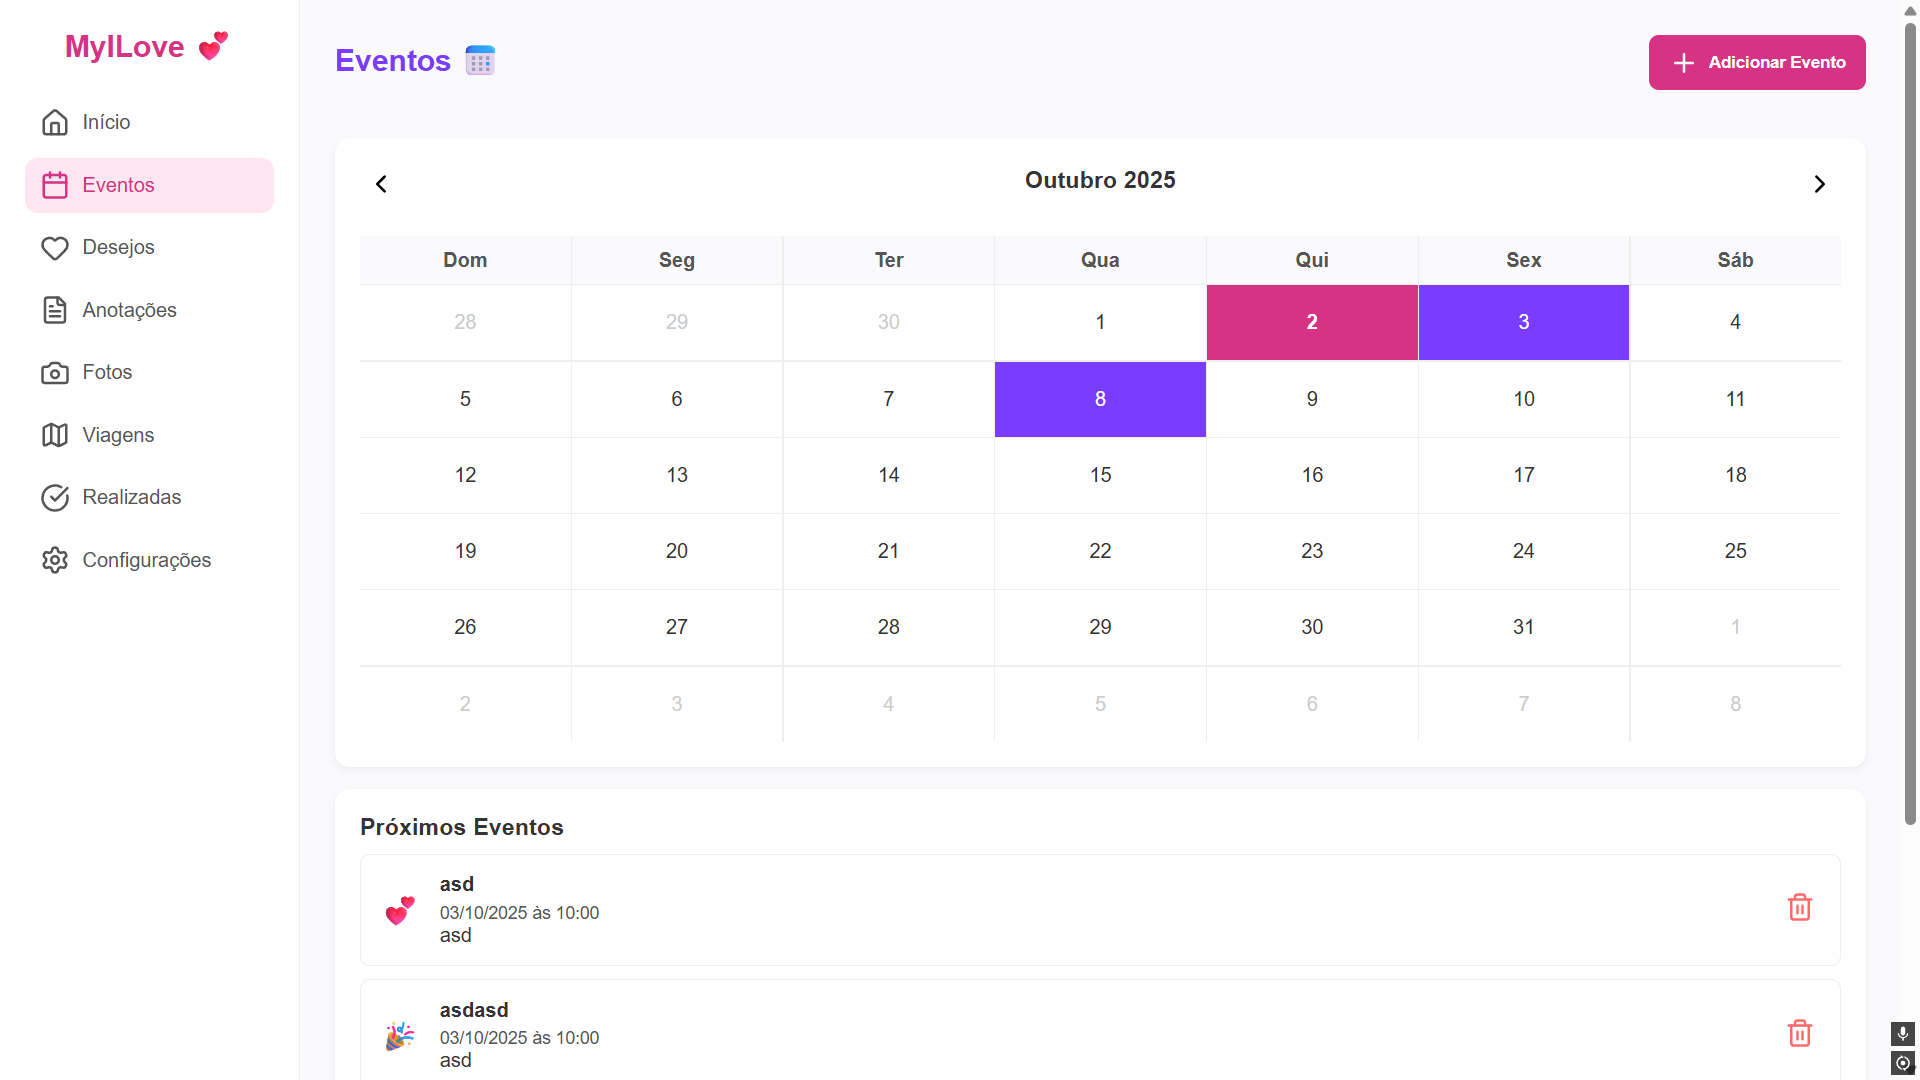 MyILove
Início
Eventos
Desejos
Anotações
Fotos
Viagens
Realizadas
Configurações
Eventos
Adicionar Evento
Outubro 2025
Dom Seg Ter Qua Qui Sex Sáb
28 29 30 1 2 3 4
5 6 7 8 9 10 11
12 13 14 15 16 17 18
19 20 21 22 23 24 25
26 27 28 29 30 31 1
2 3 4 5 6 7 8
Próximos Eventos
asd
03/10/2025 às 10:00
asd
asdasd
03/10/2025 às 10:00
asd